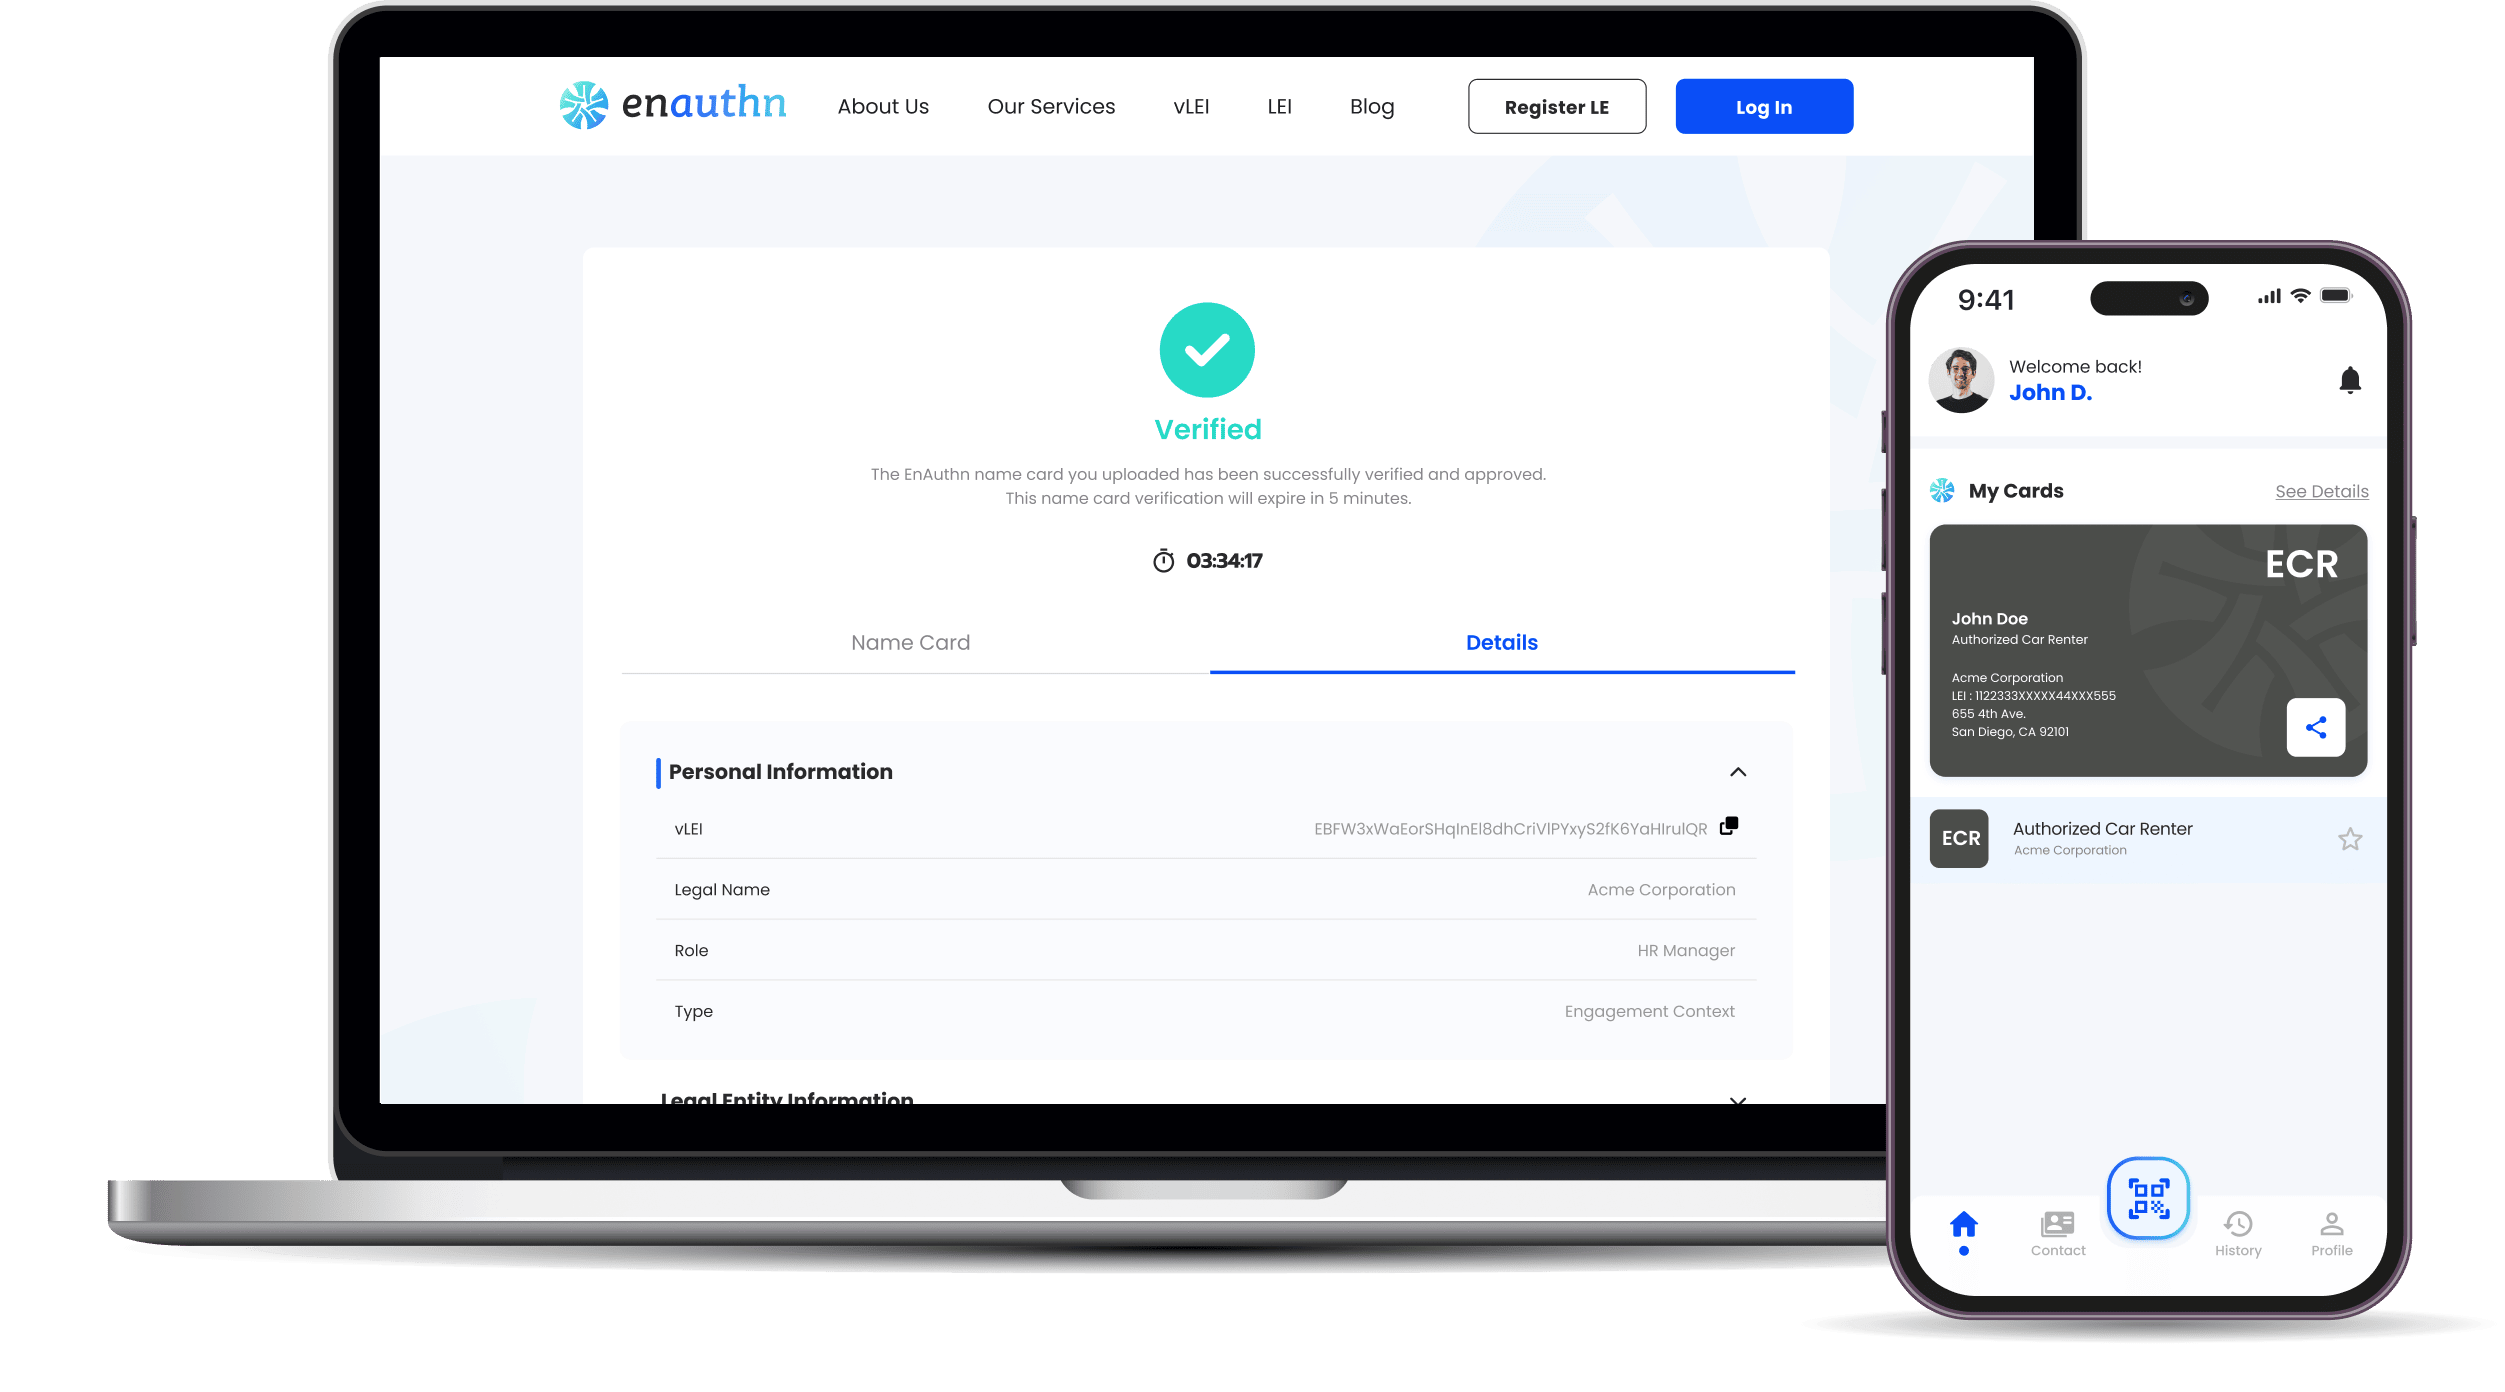 enauthn
About Us
Our Services
vLEI
LEI
Blog
Register LE
Log In
Verified
The EnAuthn name card you uploaded has been successfully verified and approved.
This name card verification will expire in 5 minutes.
03:34:17
Name Card
Details
Personal Information
vLEI
EBFW3xWaEorSHqInEl8dhCriVlPYxyS2fK6YaHIrulQR
Legal Name
Acme Corporation
Role
HR Manager
Type
Engagement Context
Legal Entity Information
9:41
Welcome back!
John D.
My Cards
See Details
ECR
John Doe
Authorized Car Renter
Acme Corporation
LEI : 1122333XXXXX44XXX555
655 4th Ave.
San Diego, CA 92101
ECR
Authorized Car Renter
Acme Corporation
Contact
History
Profile